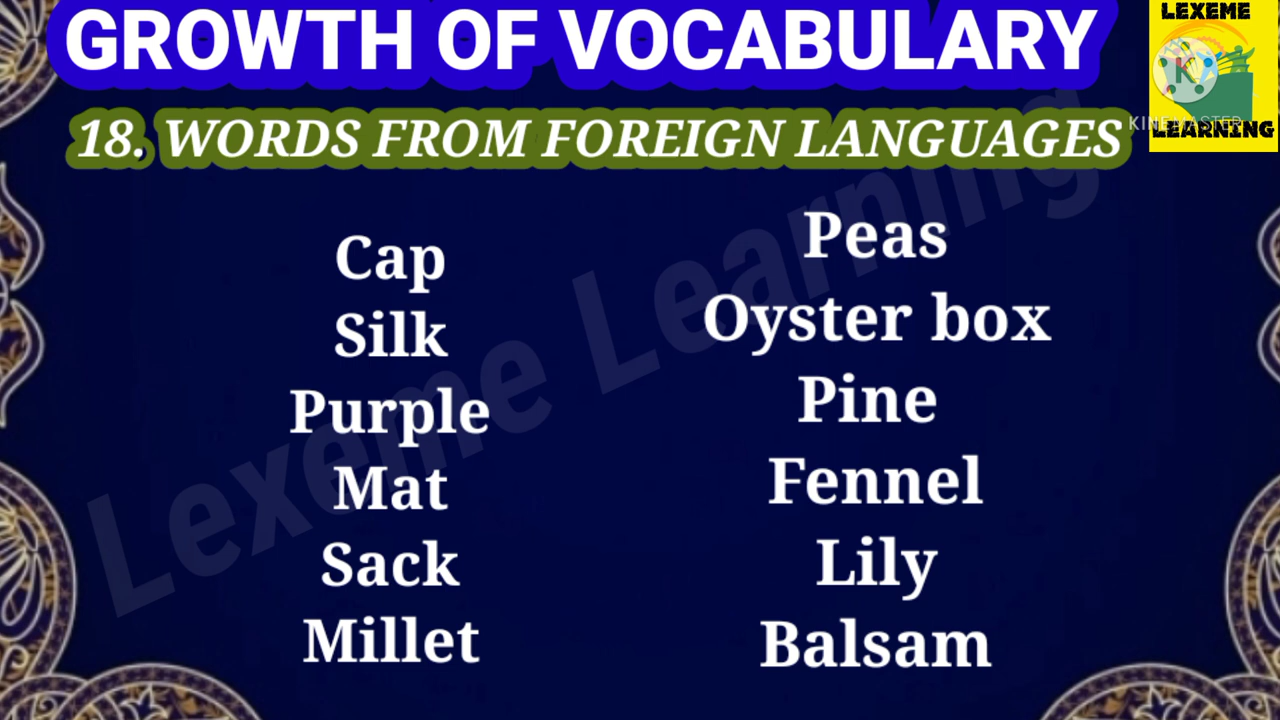 GROWTH OF VOCABULARY
18. WORDS FROM FOREIGN LANGUAGES
LEXEME
K
KINEMASTER
LEARNING
Cap
Silk
Purple
Mat
Sack
Millet
Peas
Oyster box
Pine
Fennel
Lily
Balsam
Lexeme Learning